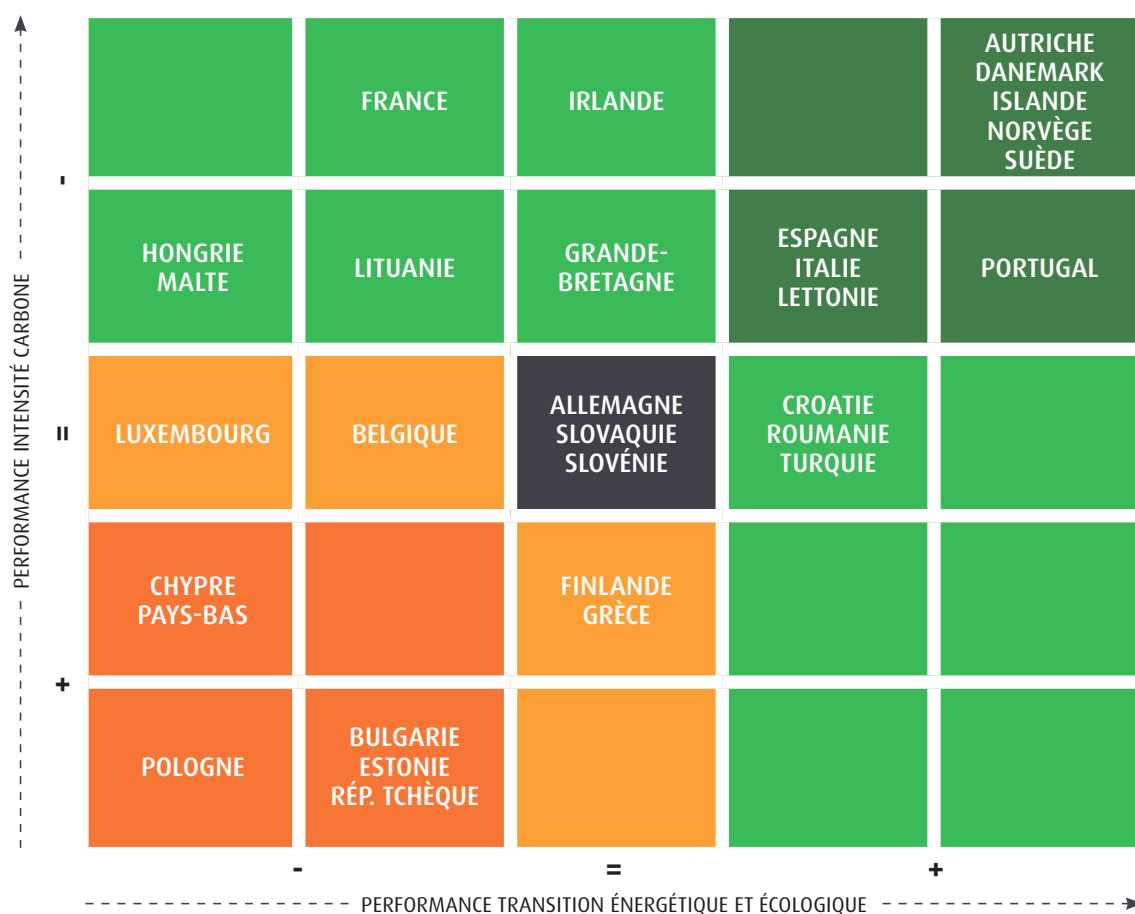 PERFORMANCE INTENSITÉ CARBONE
-
=
+
FRANCE
IRLANDE
AUTRICHE
DANEMARK
ISLANDE
NORVÈGE
SUÈDE
HONGRIE
MALTE
LITUANIE
GRANDE-
BRETAGNE
ESPAGNE
ITALIE
LETTONIE
PORTUGAL
LUXEMBOURG
BELGIQUE
ALLEMAGNE
SLOVAQUIE
SLOVÉNIE
CROATIE
ROUMANIE
TURQUIE
CHYPRE
PAYS-BAS
FINLANDE
GRÈCE
POLOGNE
BULGARIE
ESTONIE
RÉP. TCHÈQUE
-
=
+
PERFORMANCE TRANSITION ÉNERGÉTIQUE ET ÉCOLOGIQUE